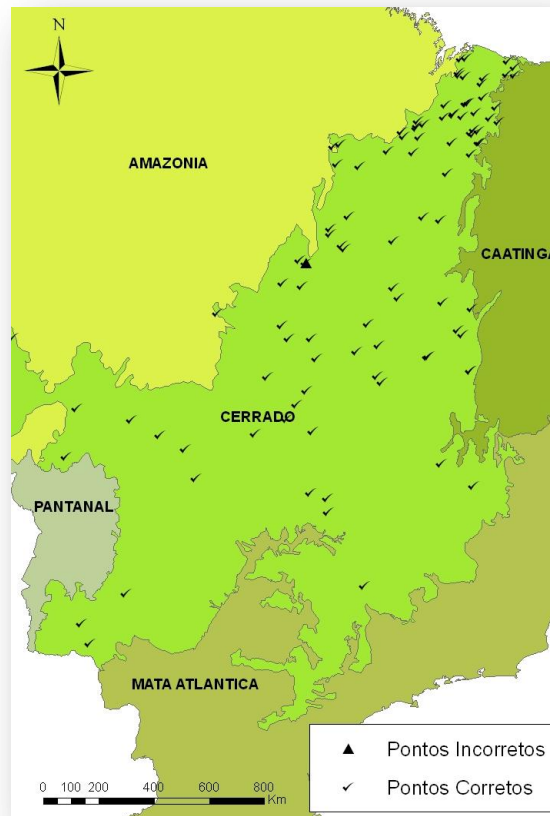 N
AMAZONIA
CAATINGA
CERRADO
PANTANAL
MATA ATLANTICA
Pontos Incorretos
Pontos Corretos
0 100 200 400 600 800
Km